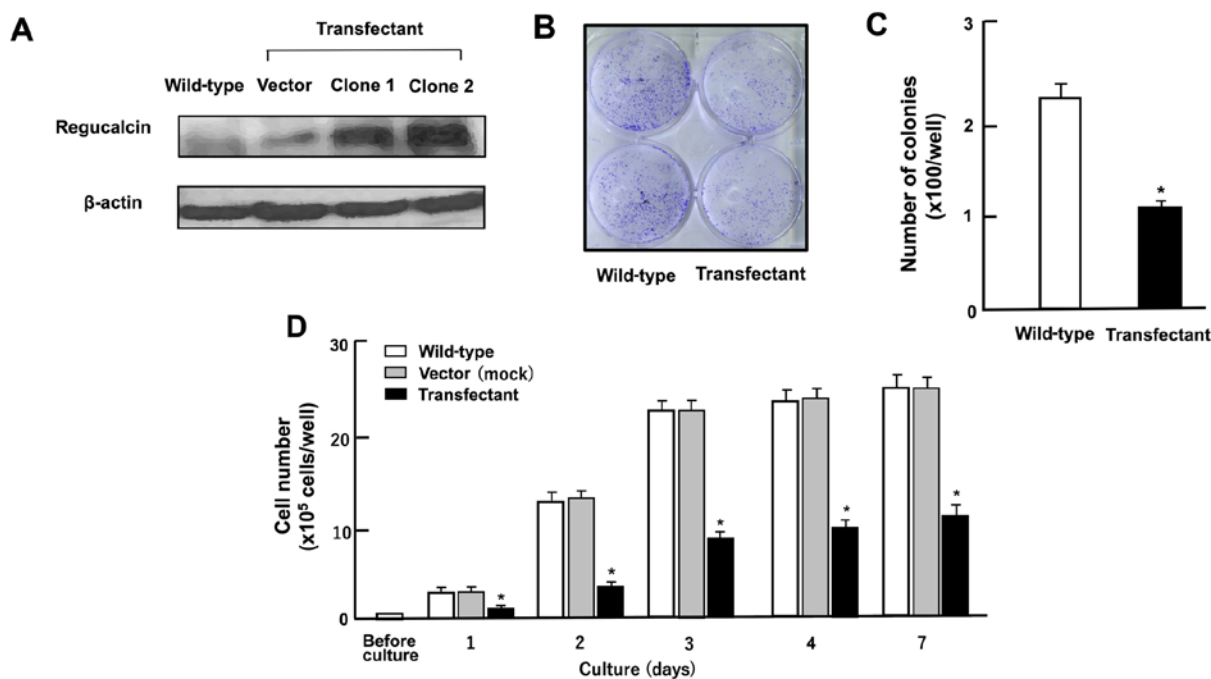 A
Transfectant
Wild-type Vector Clone 1 Clone 2
Regucalcin
β-actin
B
Wild-type Transfectant
C
Number of colonies
(x100/well)
3
2
1
0
*
Wild-type Transfectant
D
Cell number
(x10⁵ cells/well)
30
20
10
0
Wild-type
Vector (mock)
Transfectant
* * * * *
Before
culture
1 2 3 4 7
Culture (days)